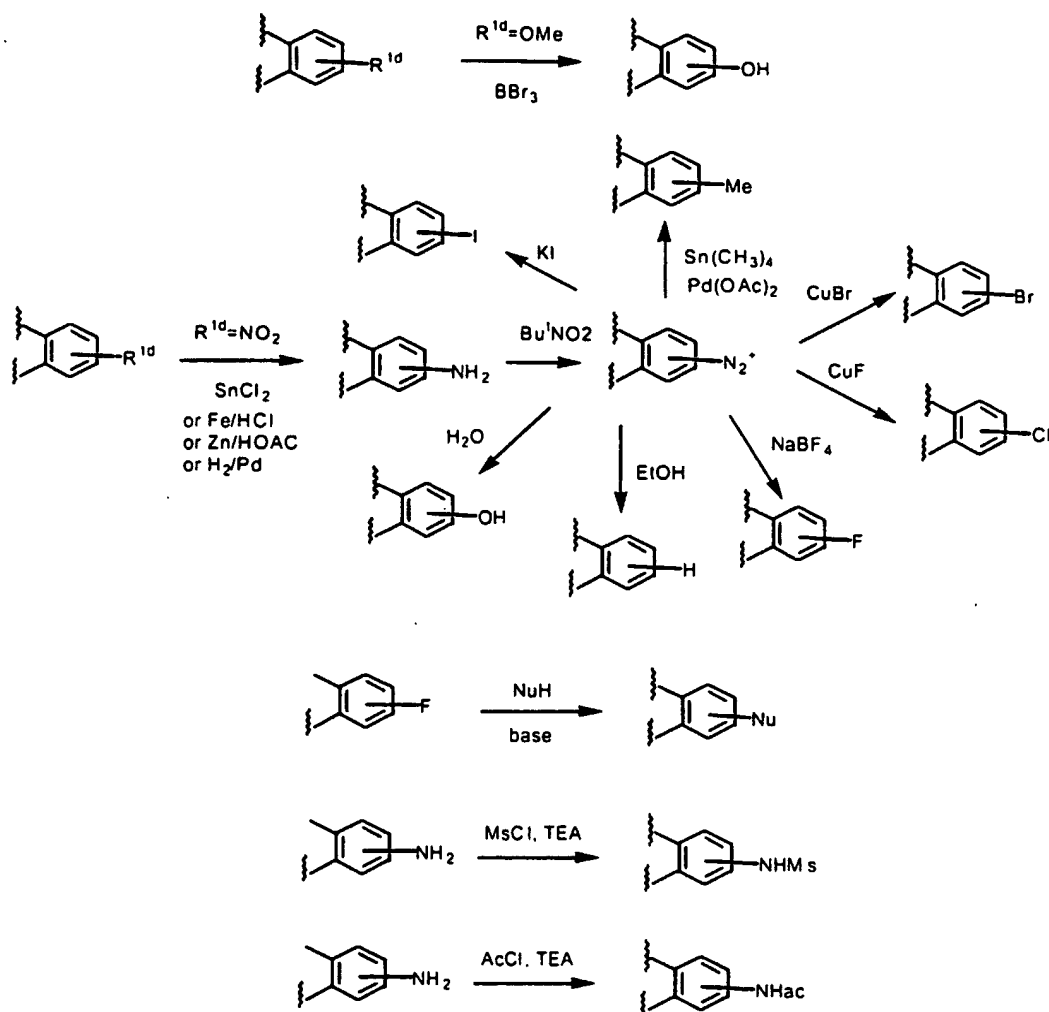 R1d=OMe
R1d
BBr3
OH
Me
I
KI
Sn(CH3)4
Pd(OAc)2
CuBr
Br
R1d
R1d=NO2
SnCl2
or Fe/HCl
or Zn/HOAC
or H2/Pd
NH2
ButNO2
N2+
CuF
Cl
H2O
OH
EtOH
H
NaBF4
F
F
NuH
base
Nu
NH2
MsCl, TEA
NHMs
NH2
AcCl, TEA
NHac